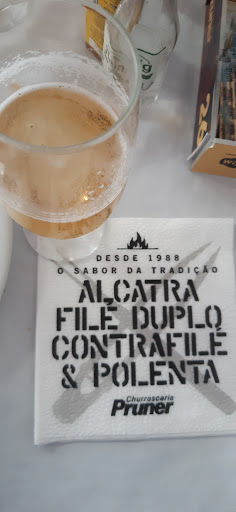 DESDE 1988
O SABOR DA TRADIÇÃO
ALCATRA
FILÉ DUPLO
CONTRAFILÉ
& POLENTA
Churrascaria
Pruner